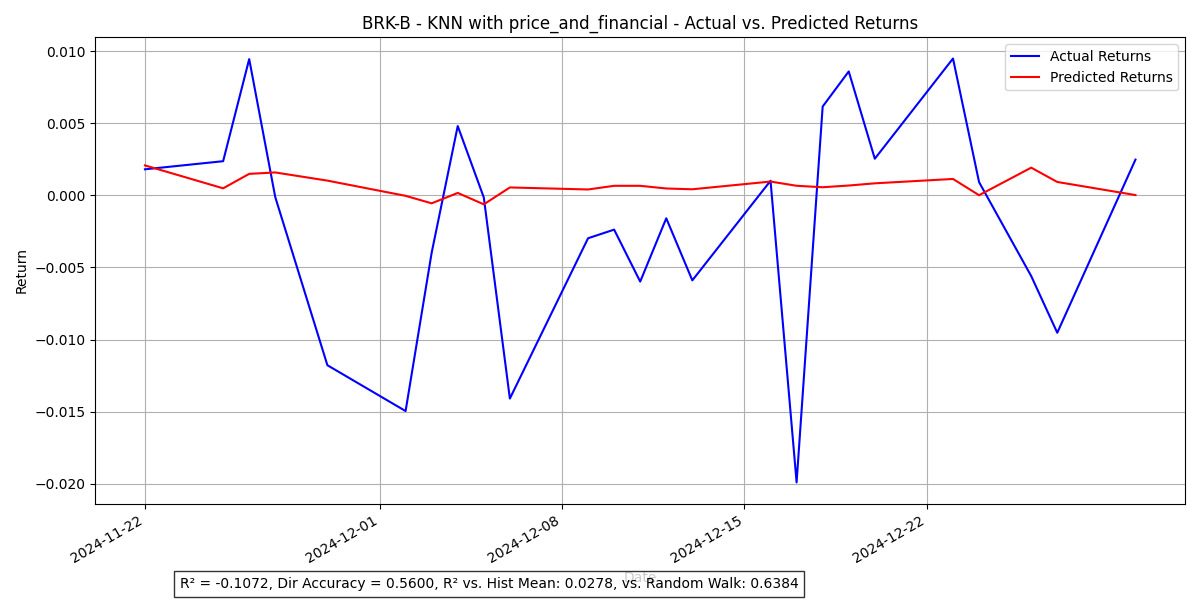 BRK-B - KNN with price_and_financial - Actual vs. Predicted Returns
Actual Returns
Predicted Returns
0.010
0.005
0.000
−0.005
−0.010
−0.015
−0.020
Return
2024-11-22
2024-12-01
2024-12-08
2024-12-15
2024-12-22
Date
R² = -0.1072, Dir Accuracy = 0.5600, R² vs. Hist Mean: 0.0278, vs. Random Walk: 0.6384